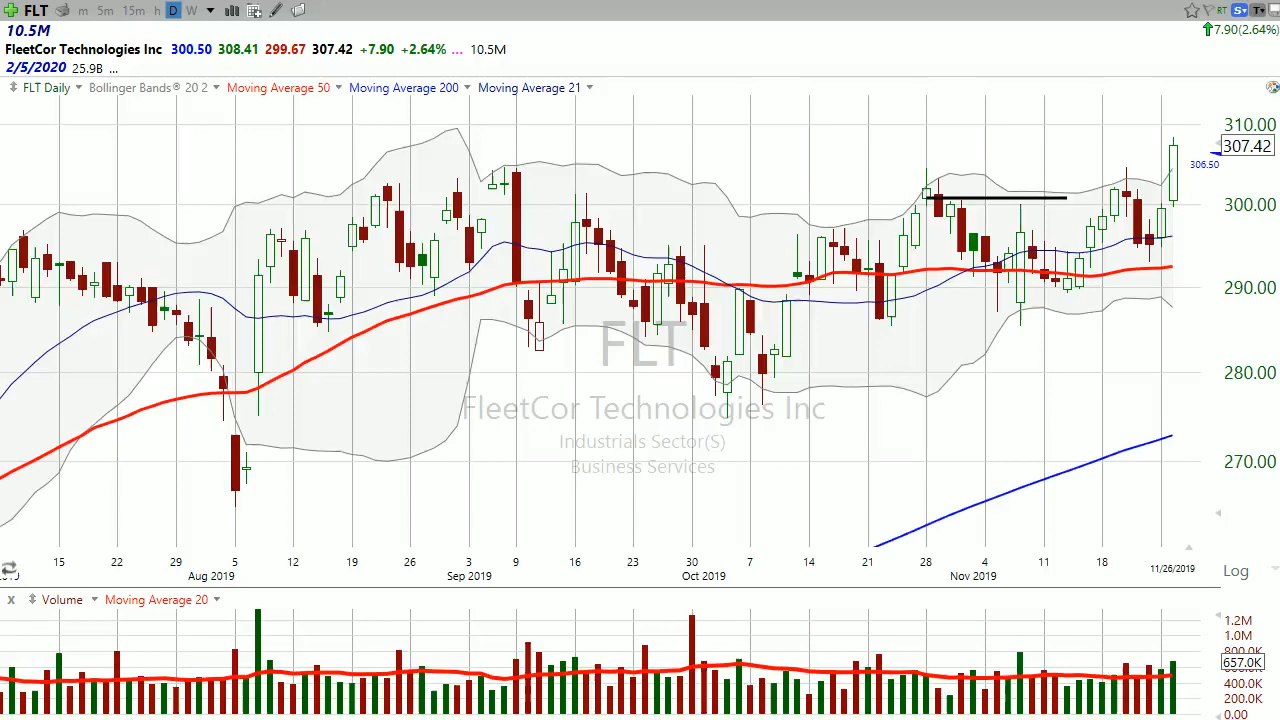 FLT m 5m 15m h D W RT S T
10.5M
FleetCor Technologies Inc 300.50 308.41 299.67 307.42 +7.90 +2.64% ... 10.5M
7.90(2.64%)
2/5/2020 25.9B ...
FLT Daily Bollinger Bands® 20 2 Moving Average 50 Moving Average 200 Moving Average 21
310.00
307.42
306.50
300.00
290.00
280.00
270.00
FLT
FleetCor Technologies Inc
Industrials Sector(S)
Business Services
15 22 29 5 12 19 26 3 9 16 23 30 7 14 21 28 4 11 18 11/26/2019
Aug 2019 Sep 2019 Oct 2019 Nov 2019
Log
x Volume Moving Average 20
1.2M
1.0M
800.0K
657.0K
400.0K
200.0K
0.00